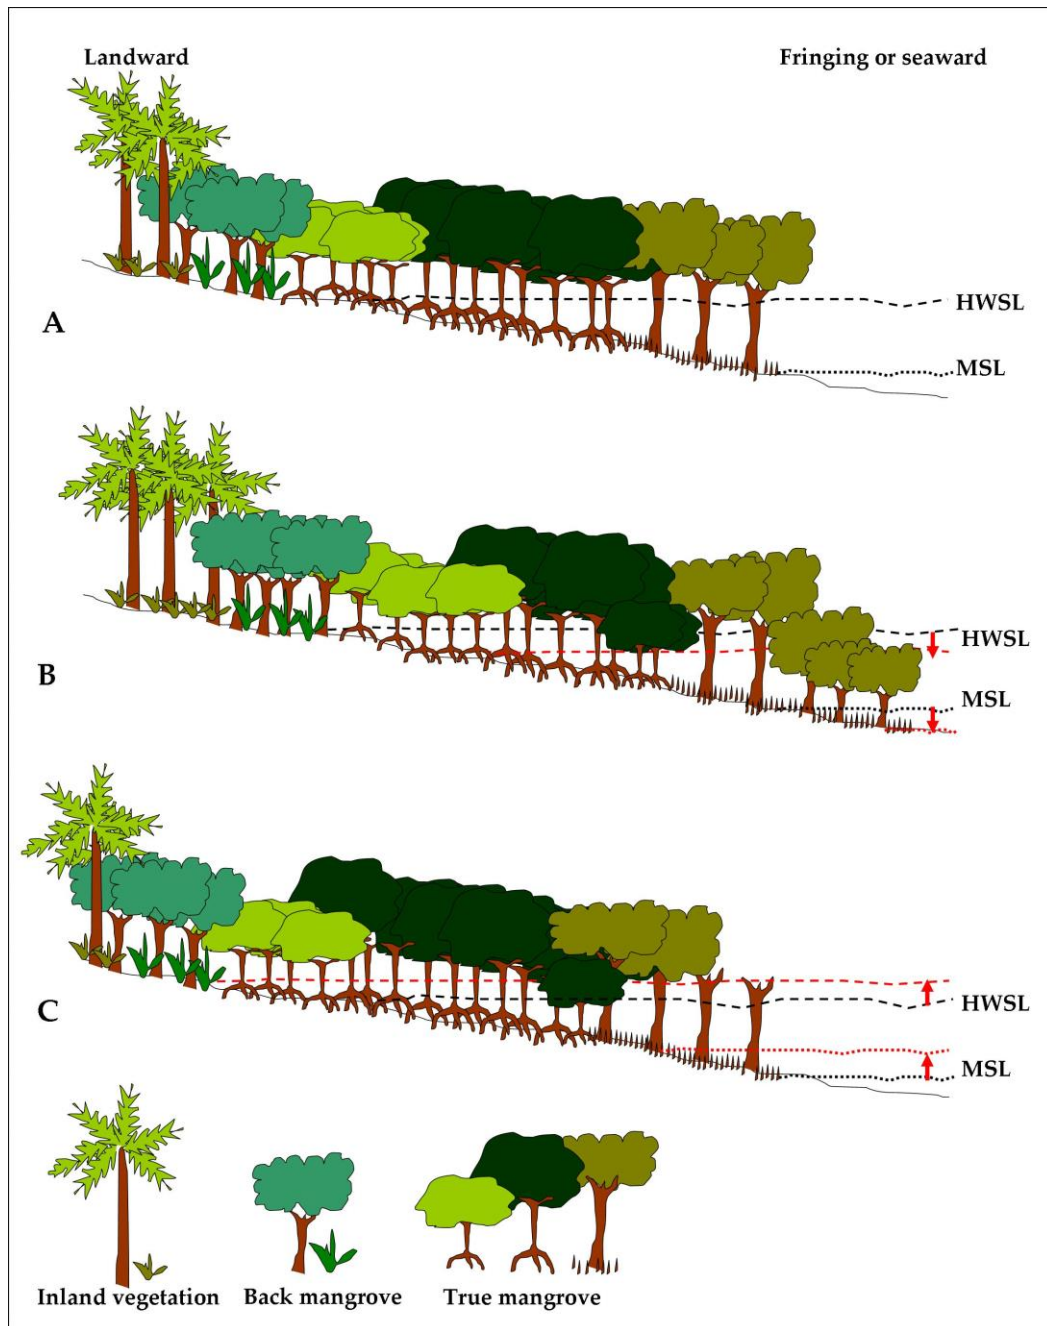 Landward
Fringing or seaward
HWSL
A
MSL
HWSL
B
MSL
HWSL
C
MSL
Inland vegetation
Back mangrove
True mangrove